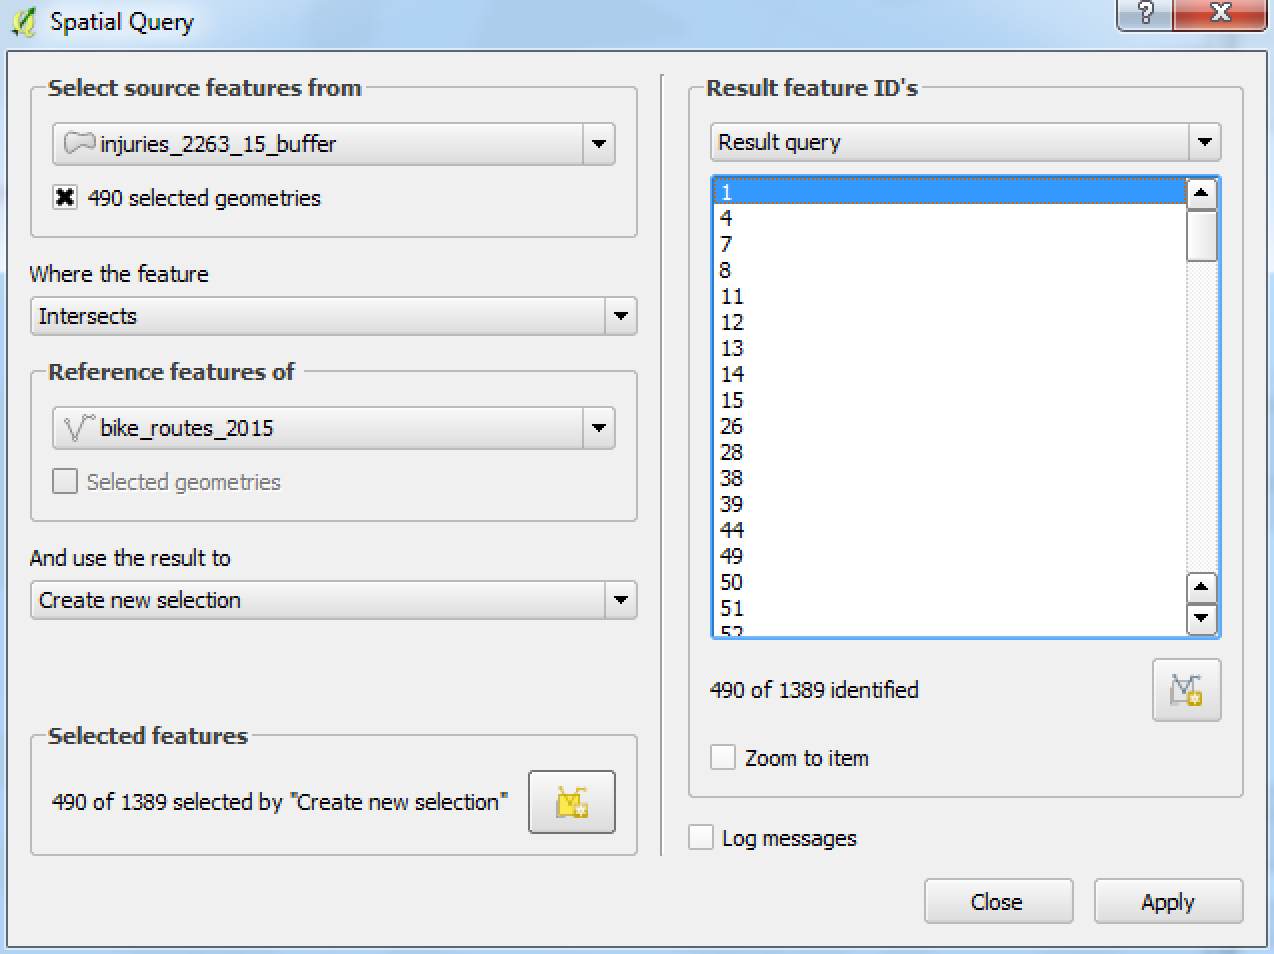 Spatial Query
?
Select source features from
injuries_2263_15_buffer
490 selected geometries
Where the feature
Intersects
Reference features of
bike_routes_2015
Selected geometries
And use the result to
Create new selection
Selected features
490 of 1389 selected by "Create new selection"
Result feature ID's
Result query
1
4
7
8
11
12
13
14
15
26
28
38
39
44
49
50
51
52
490 of 1389 identified
Zoom to item
Log messages
Close
Apply